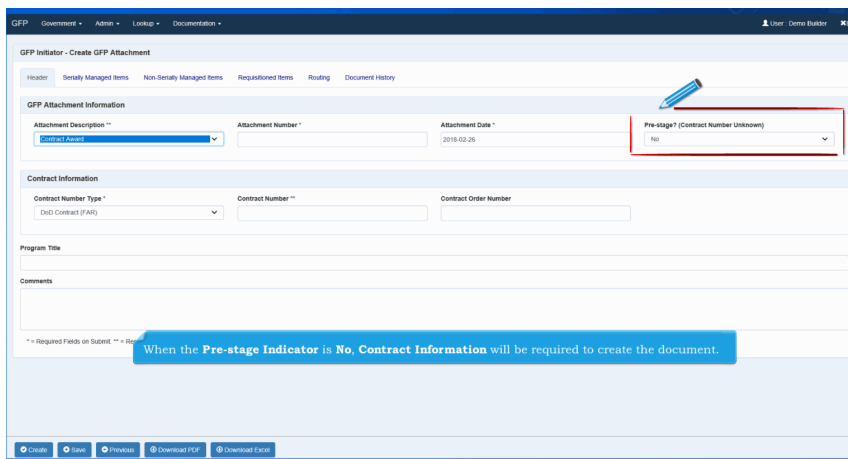 GFP Government Admin Lookup Documentation User : Demo Builder
GFP Initiator - Create GFP Attachment
Header Serially Managed Items Non-Serially Managed Items Requisitioned Items Routing Document History
GFP Attachment Information
Attachment Description ** Attachment Number * Attachment Date * Pre-stage? (Contract Number Unknown)
Contract Award 2018-02-26 No
Contract Information
Contract Number Type * Contract Number ** Contract Order Number
DoD Contract (FAR)
Program Title
Comments
* = Required Fields on Submit. ** =
When the Pre-stage Indicator is No, Contract Information will be required to create the document.
Create Save Previous Download PDF Download Excel